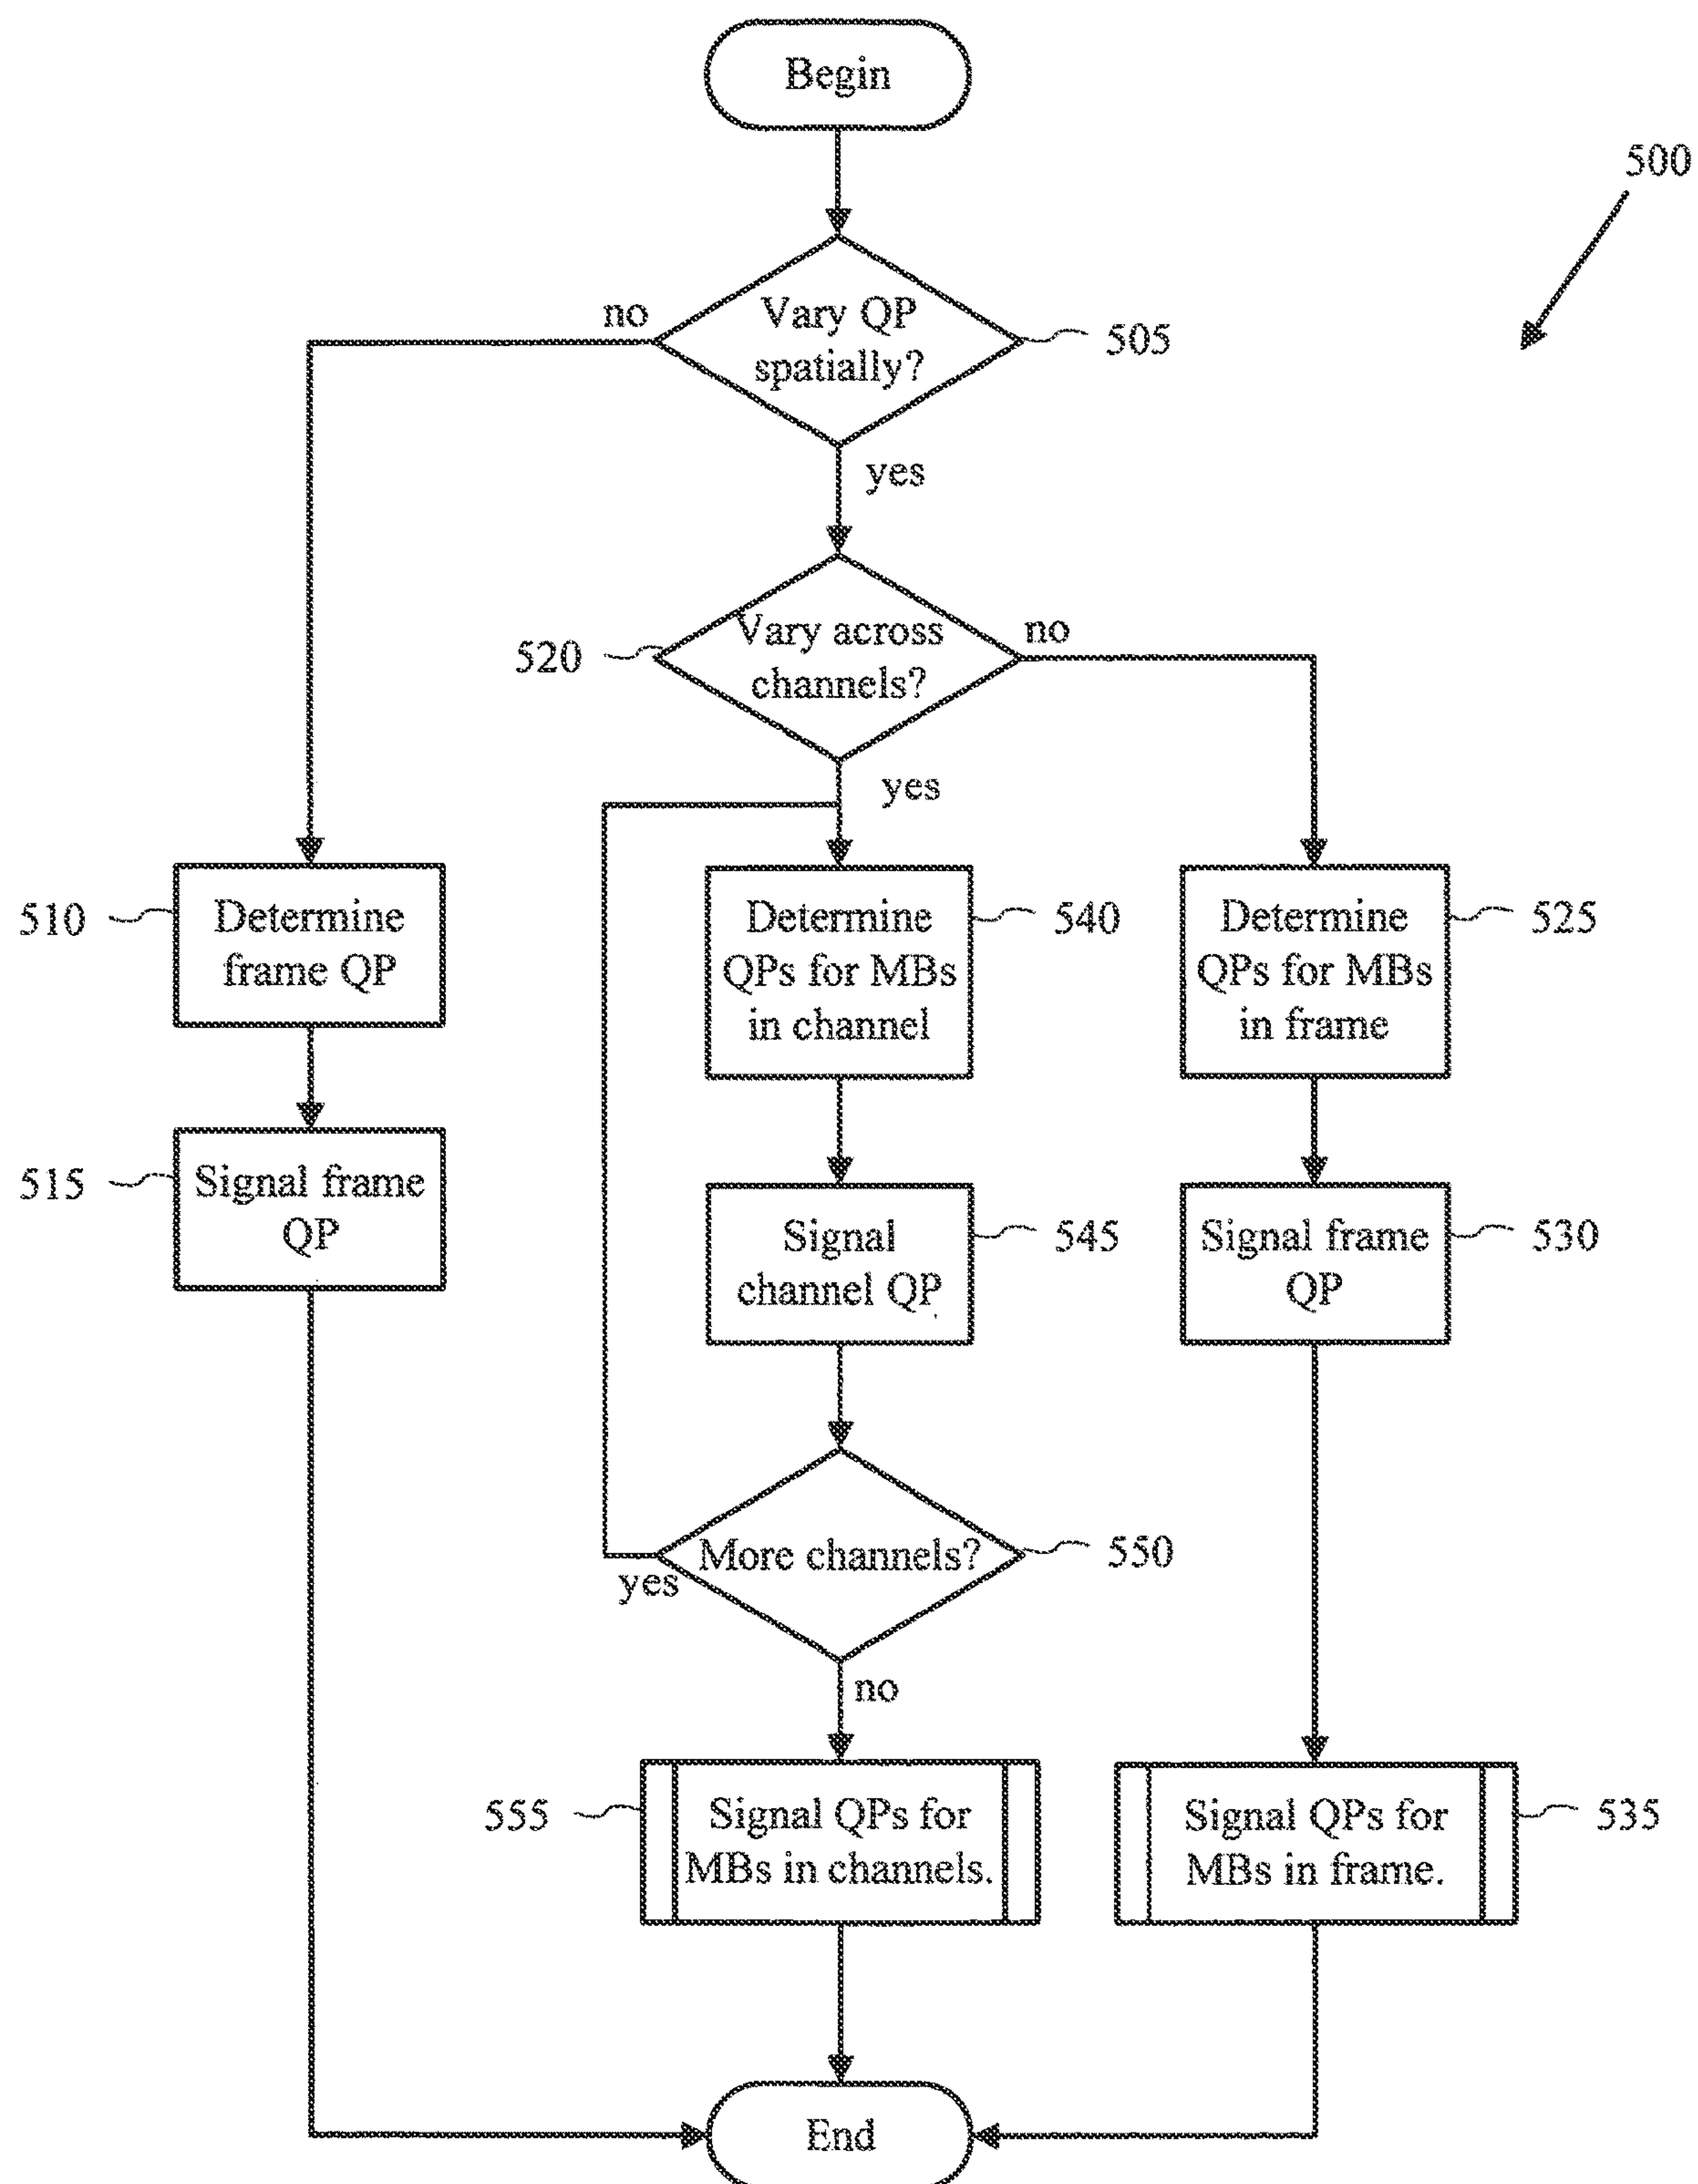 Begin
500
no
Vary QP
spatially?
505
yes
520
Vary across
channels?
no
yes
510
Determine
frame QP
Determine
QPs for MBs
in channel
540
Determine
QPs for MBs
in frame
525
515
Signal frame
QP
Signal
channel QP
545
Signal frame
QP
530
More channels?
550
yes
no
555
Signal QPs for
MBs in channels.
Signal QPs for
MBs in frame.
535
End